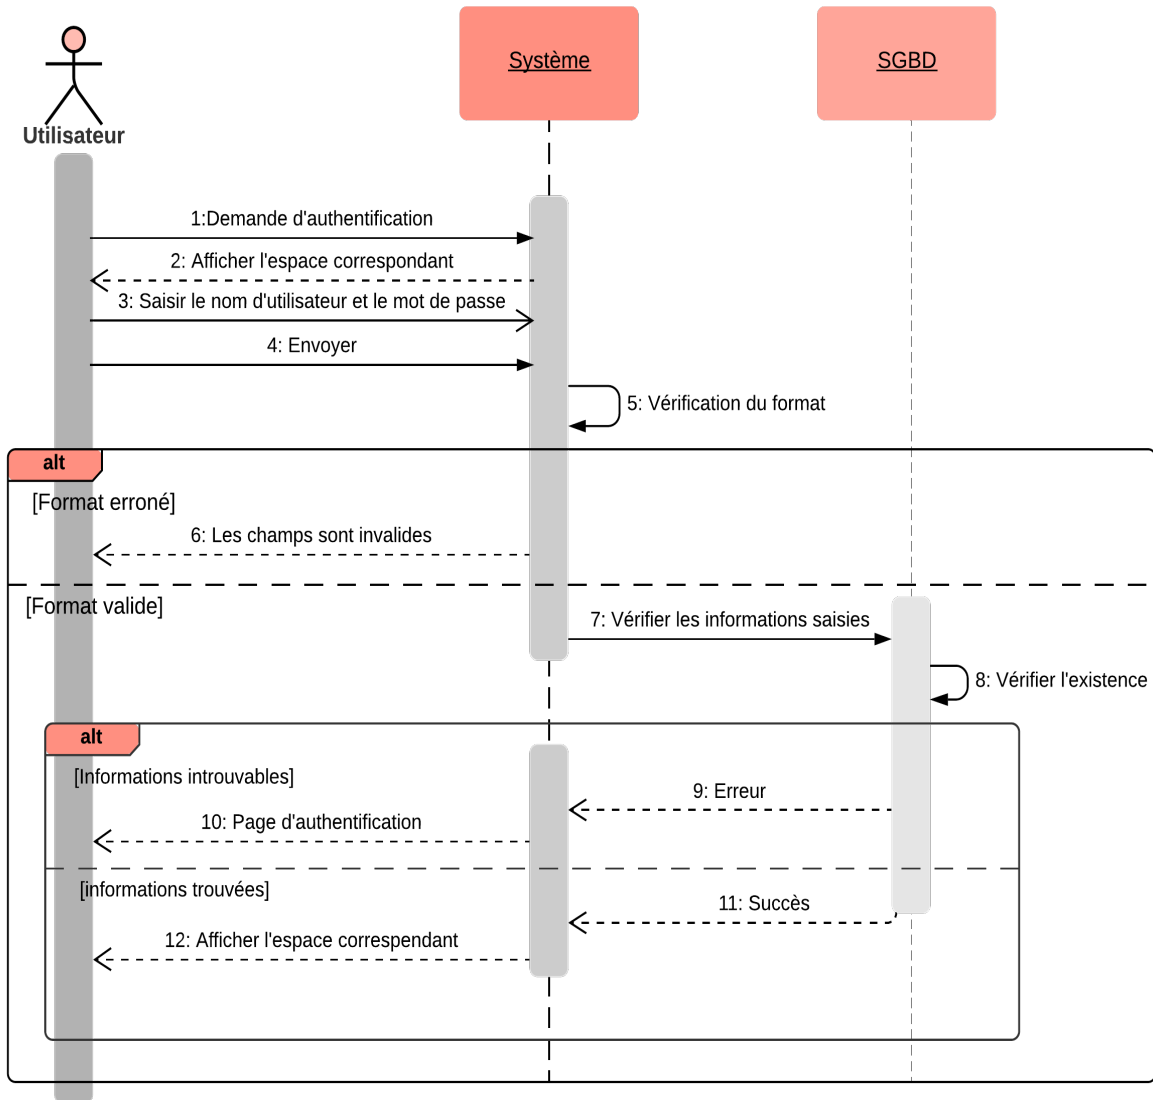 Système
SGBD
Utilisateur
1:Demande d'authentification
2: Afficher l'espace correspondant
3: Saisir le nom d'utilisateur et le mot de passe
4: Envoyer
5: Vérification du format
alt
[Format erroné]
6: Les champs sont invalides
[Format valide]
7: Vérifier les informations saisies
8: Vérifier l'existence
alt
[Informations introuvables]
9: Erreur
10: Page d'authentification
[informations trouvées]
11: Succès
12: Afficher l'espace correspendant